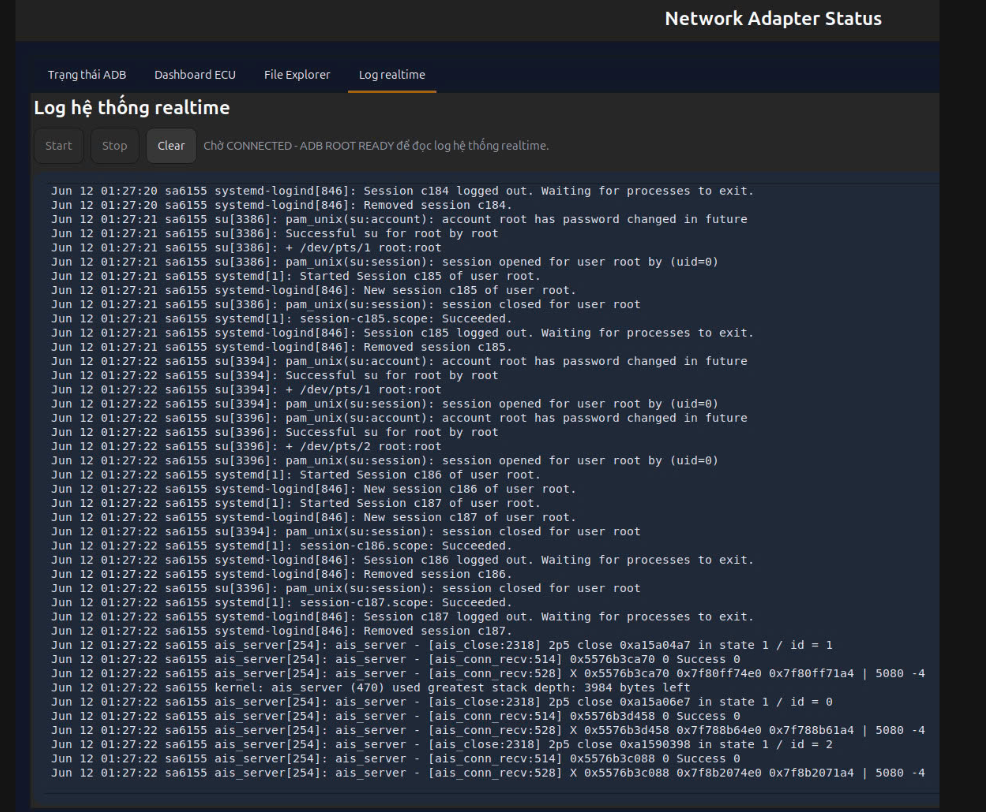 Network Adapter Status
Trạng thái ADB
Dashboard ECU
File Explorer
Log realtime
Log hệ thống realtime
Start
Stop
Clear
Chờ CONNECTED - ADB ROOT READY để đọc log hệ thống realtime.
Jun 12 01:27:20 sa6155 systemd-logind[846]: Session c184 logged out. Waiting for processes to exit.
Jun 12 01:27:20 sa6155 systemd-logind[846]: Removed session c184.
Jun 12 01:27:21 sa6155 su[3386]: pam_unix(su:account): account root has password changed in future
Jun 12 01:27:21 sa6155 su[3386]: Successful su for root by root
Jun 12 01:27:21 sa6155 su[3386]: + /dev/pts/1 root:root
Jun 12 01:27:21 sa6155 su[3386]: pam_unix(su:session): session opened for user root by (uid=0)
Jun 12 01:27:21 sa6155 systemd[1]: Started Session c185 of user root.
Jun 12 01:27:21 sa6155 systemd-logind[846]: New session c185 of user root.
Jun 12 01:27:21 sa6155 su[3386]: pam_unix(su:session): session closed for user root
Jun 12 01:27:21 sa6155 systemd[1]: session-c185.scope: Succeeded.
Jun 12 01:27:21 sa6155 systemd-logind[846]: Session c185 logged out. Waiting for processes to exit.
Jun 12 01:27:21 sa6155 systemd-logind[846]: Removed session c185.
Jun 12 01:27:22 sa6155 su[3394]: pam_unix(su:account): account root has password changed in future
Jun 12 01:27:22 sa6155 su[3394]: Successful su for root by root
Jun 12 01:27:22 sa6155 su[3394]: + /dev/pts/1 root:root
Jun 12 01:27:22 sa6155 su[3394]: pam_unix(su:session): session opened for user root by (uid=0)
Jun 12 01:27:22 sa6155 su[3396]: pam_unix(su:account): account root has password changed in future
Jun 12 01:27:22 sa6155 su[3396]: Successful su for root by root
Jun 12 01:27:22 sa6155 su[3396]: + /dev/pts/2 root:root
Jun 12 01:27:22 sa6155 su[3396]: pam_unix(su:session): session opened for user root by (uid=0)
Jun 12 01:27:22 sa6155 systemd[1]: Started Session c186 of user root.
Jun 12 01:27:22 sa6155 systemd-logind[846]: New session c186 of user root.
Jun 12 01:27:22 sa6155 systemd[1]: Started Session c187 of user root.
Jun 12 01:27:22 sa6155 systemd-logind[846]: New session c187 of user root.
Jun 12 01:27:22 sa6155 su[3394]: pam_unix(su:session): session closed for user root
Jun 12 01:27:22 sa6155 systemd[1]: session-c186.scope: Succeeded.
Jun 12 01:27:22 sa6155 systemd-logind[846]: Session c186 logged out. Waiting for processes to exit.
Jun 12 01:27:22 sa6155 systemd-logind[846]: Removed session c186.
Jun 12 01:27:22 sa6155 su[3396]: pam_unix(su:session): session closed for user root
Jun 12 01:27:22 sa6155 systemd[1]: session-c187.scope: Succeeded.
Jun 12 01:27:22 sa6155 systemd-logind[846]: Session c187 logged out. Waiting for processes to exit.
Jun 12 01:27:22 sa6155 systemd-logind[846]: Removed session c187.
Jun 12 01:27:22 sa6155 ais_server[254]: ais_server - [ais_close:2318] 2p5 close 0xa15a04a7 in state 1 / id = 1
Jun 12 01:27:22 sa6155 ais_server[254]: ais_server - [ais_conn_recv:514] 0x5576b3ca70 0 Success 0
Jun 12 01:27:22 sa6155 ais_server[254]: ais_server - [ais_conn_recv:528] X 0x5576b3ca70 0x7f80ff74e0 0x7f80ff71a4 | 5080 -4
Jun 12 01:27:22 sa6155 kernel: ais_server (470) used greatest stack depth: 3984 bytes left
Jun 12 01:27:22 sa6155 ais_server[254]: ais_server - [ais_close:2318] 2p5 close 0xa15a06e7 in state 1 / id = 0
Jun 12 01:27:22 sa6155 ais_server[254]: ais_server - [ais_conn_recv:514] 0x5576b3d458 0 Success 0
Jun 12 01:27:22 sa6155 ais_server[254]: ais_server - [ais_conn_recv:528] X 0x5576b3d458 0x7f788b64e0 0x7f788b61a4 | 5080 -4
Jun 12 01:27:22 sa6155 ais_server[254]: ais_server - [ais_close:2318] 2p5 close 0xa1590398 in state 1 / id = 2
Jun 12 01:27:22 sa6155 ais_server[254]: ais_server - [ais_conn_recv:514] 0x5576b3c088 0 Success 0
Jun 12 01:27:22 sa6155 ais_server[254]: ais_server - [ais_conn_recv:528] X 0x5576b3c088 0x7f8b2074e0 0x7f8b2071a4 | 5080 -4